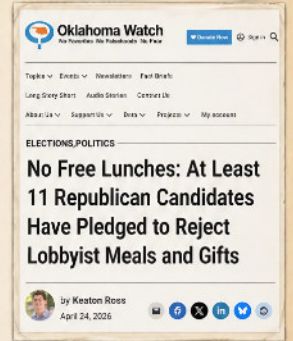 Oklahoma Watch
No Favorites No Falsehoods No Fear
Donate Now
Sign in
Topics
Events
Newsletters
Fact Briefs
Long Story Short
Audio Stories
Contact Us
About Us
Support Us
Data
Projects
My account
ELECTIONS,POLITICS
No Free Lunches: At Least
11 Republican Candidates
Have Pledged to Reject
Lobbyist Meals and Gifts
by Keaton Ross
April 24, 2026